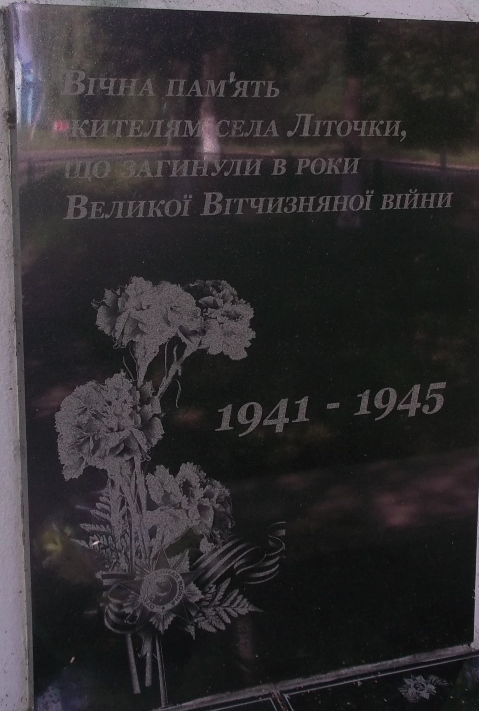 Вічна пам'ять
жителям села Літочки,
що загинули в роки
Великої Вітчизняної війни
1941 - 1945